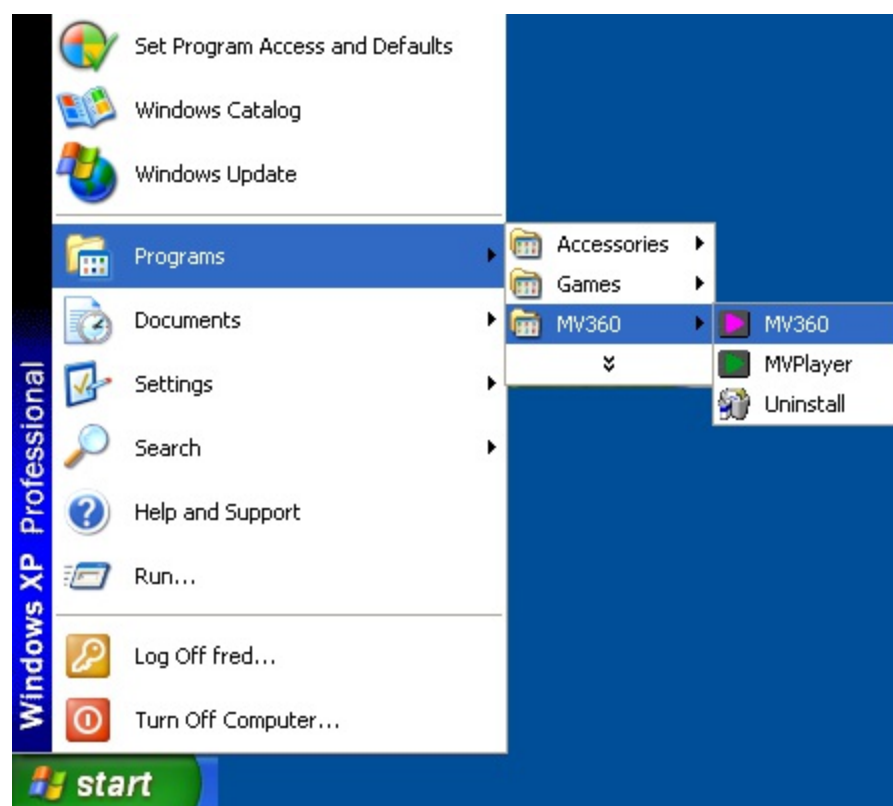 Set Program Access and Defaults
Windows Catalog
Windows Update
Programs
Documents
Settings
Search
Help and Support
Run...
Log Off fred...
Turn Off Computer...
Accessories
Games
MV360
MV360
MVPlayer
Uninstall
Windows XP Professional
start